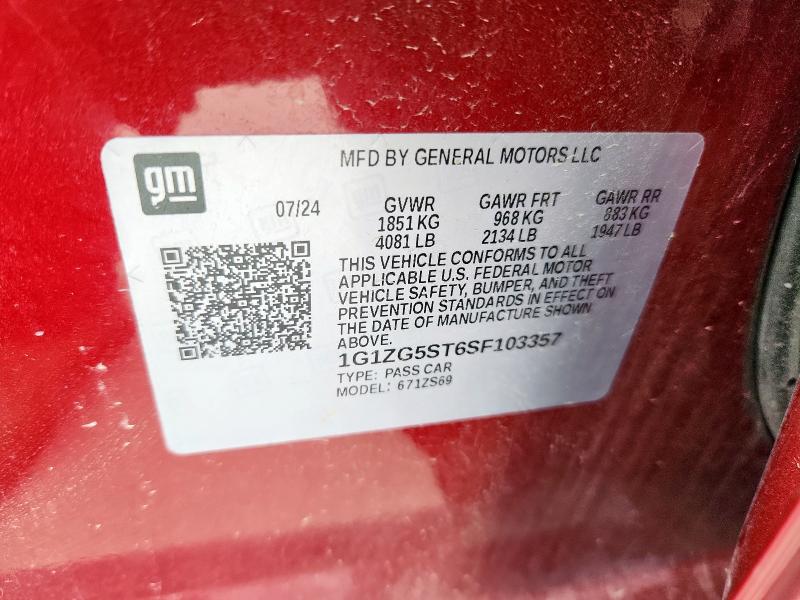 gm
MFD BY GENERAL MOTORS LLC
07/24
GVWR GAWR FRT GAWR RR
1851 KG 968 KG 883 KG
4081 LB 2134 LB 1947 LB
THIS VEHICLE CONFORMS TO ALL
APPLICABLE U.S. FEDERAL MOTOR
VEHICLE SAFETY, BUMPER, AND THEFT
PREVENTION STANDARDS IN EFFECT ON
THE DATE OF MANUFACTURE SHOWN
ABOVE.
1G1ZG5ST6SF103357
TYPE: PASS CAR
MODEL: 671ZS69